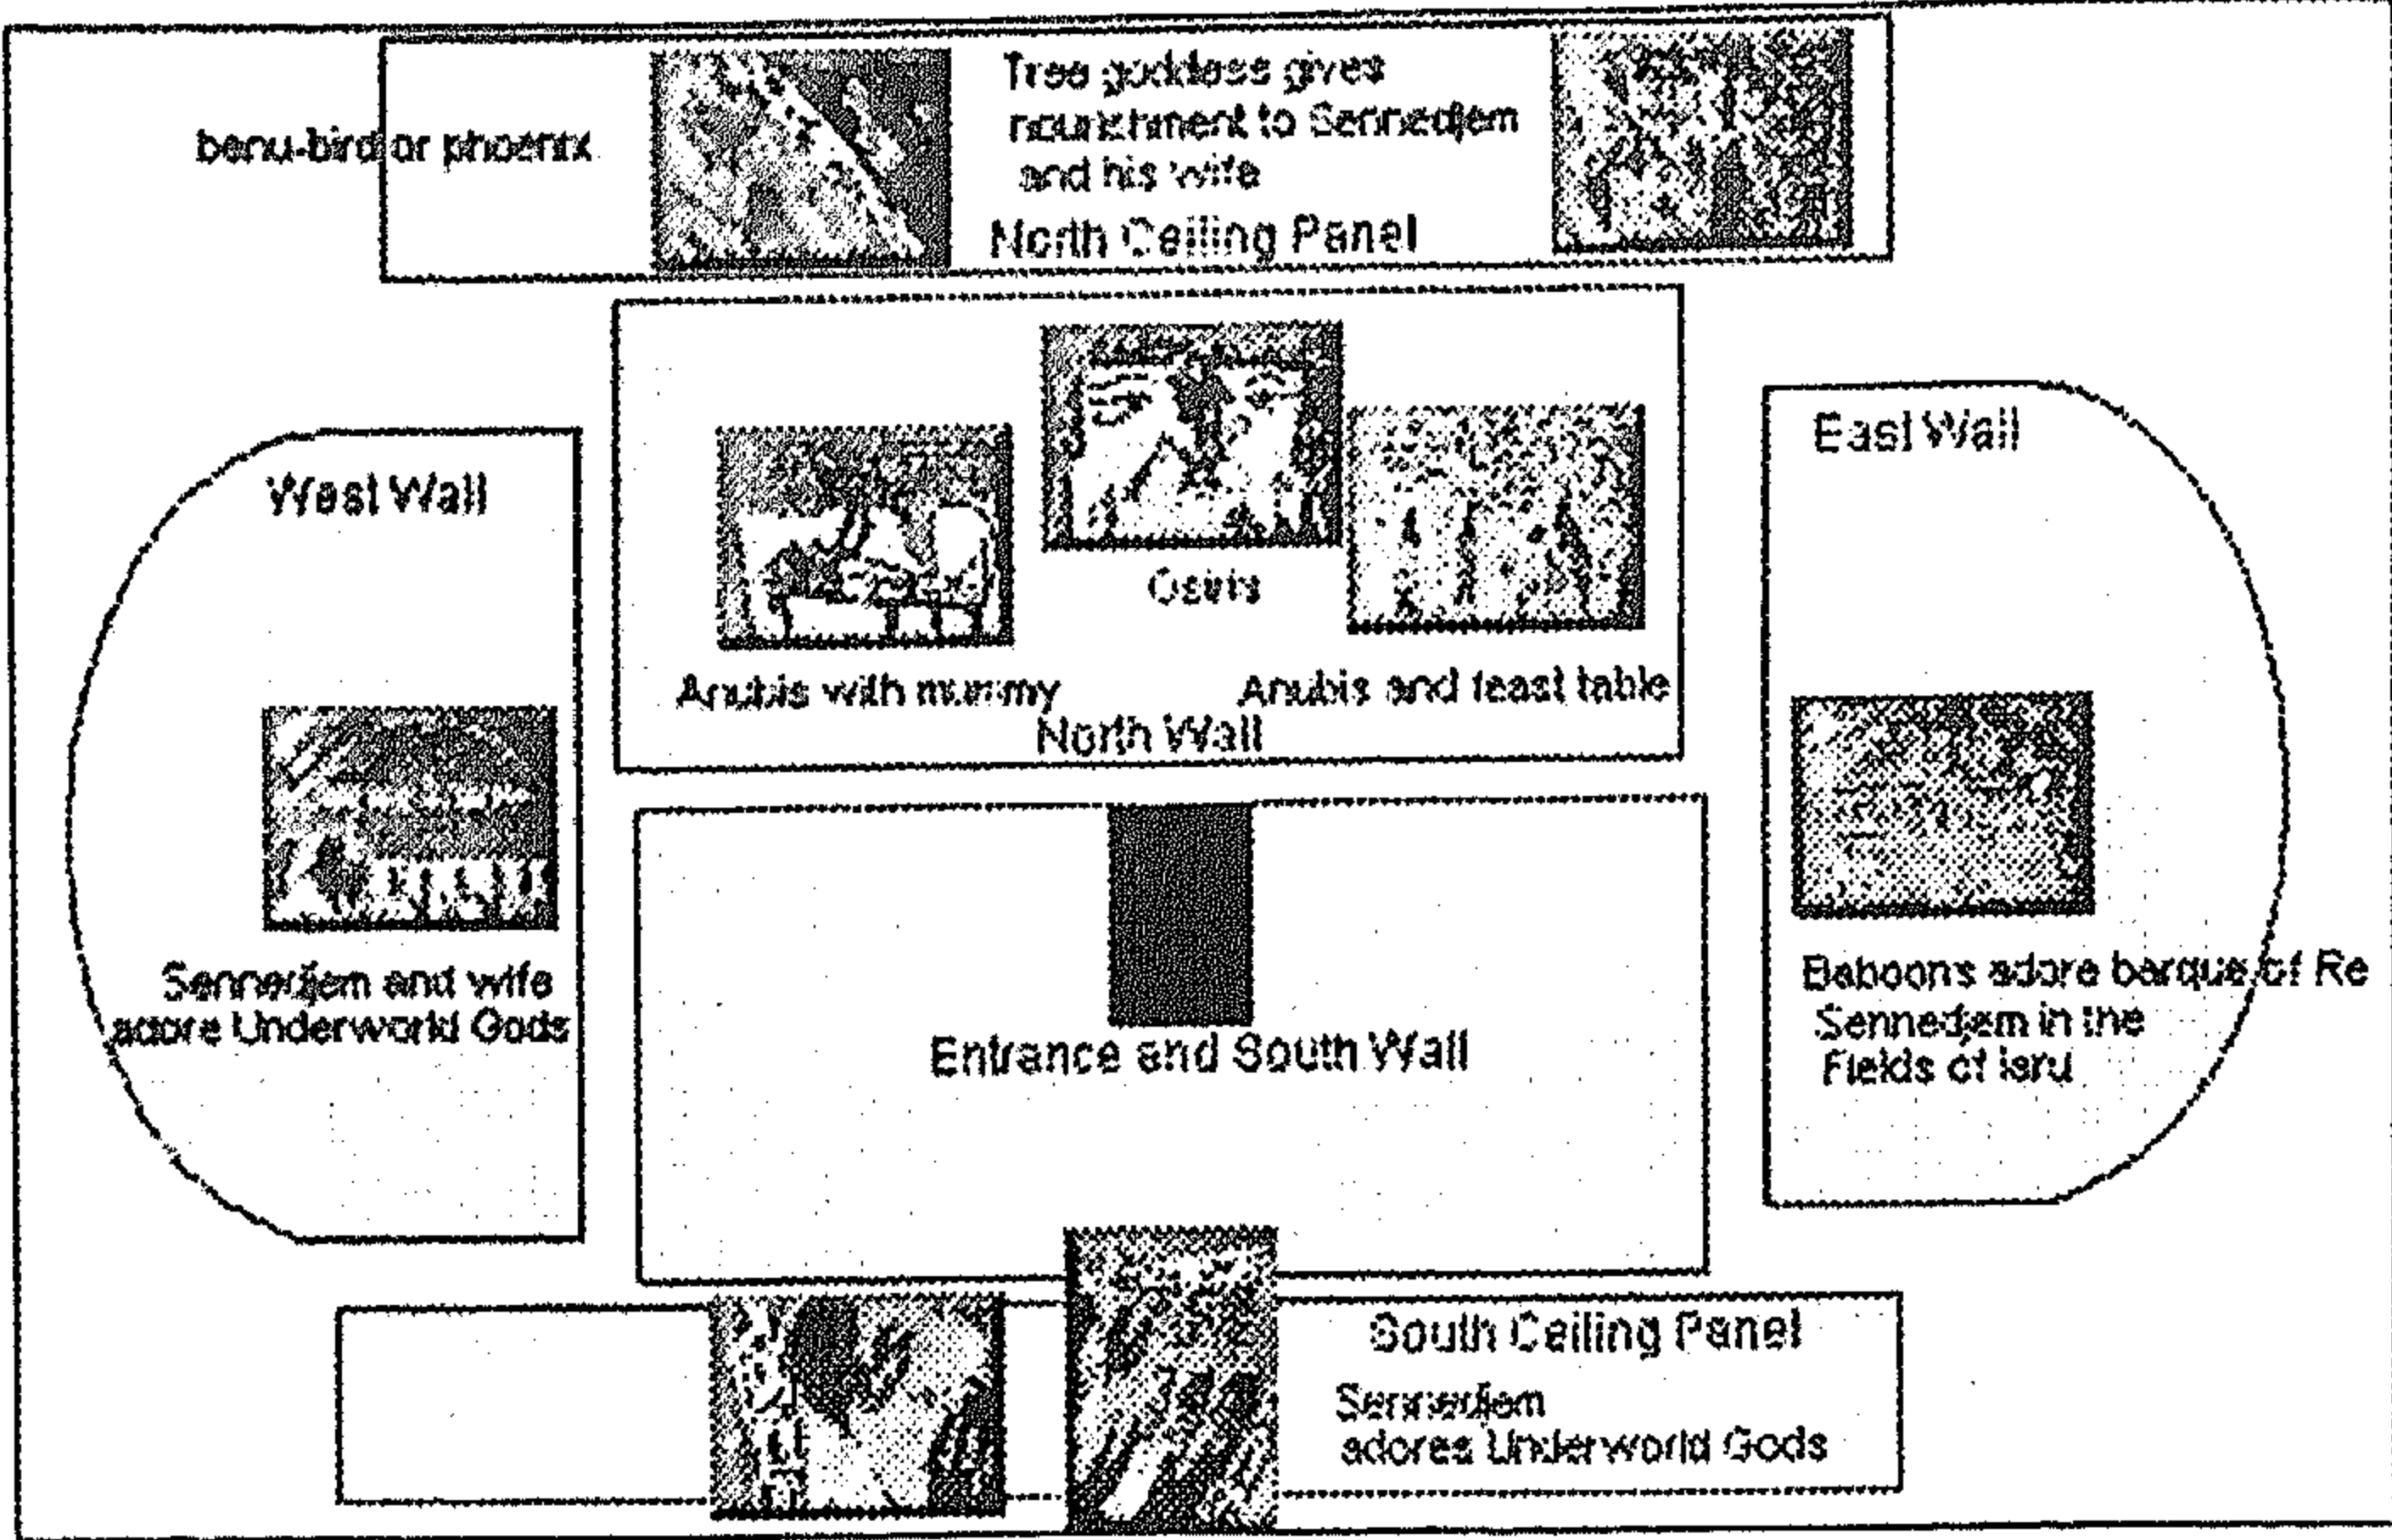 benu-bird or phoenix
Tree goddess gives
nourishment to Sennedjem
and his wife
North Ceiling Panel
West Wall
Osiris
Anubis with mummy
Anubis and feast table
North Wall
East Wall
Sennedjem and wife
adore Underworld Gods
Entrance and South Wall
Baboons adore barque of Re
Sennedjem in the
Fields of Iaru
South Ceiling Panel
Sennedjem
adores Underworld Gods